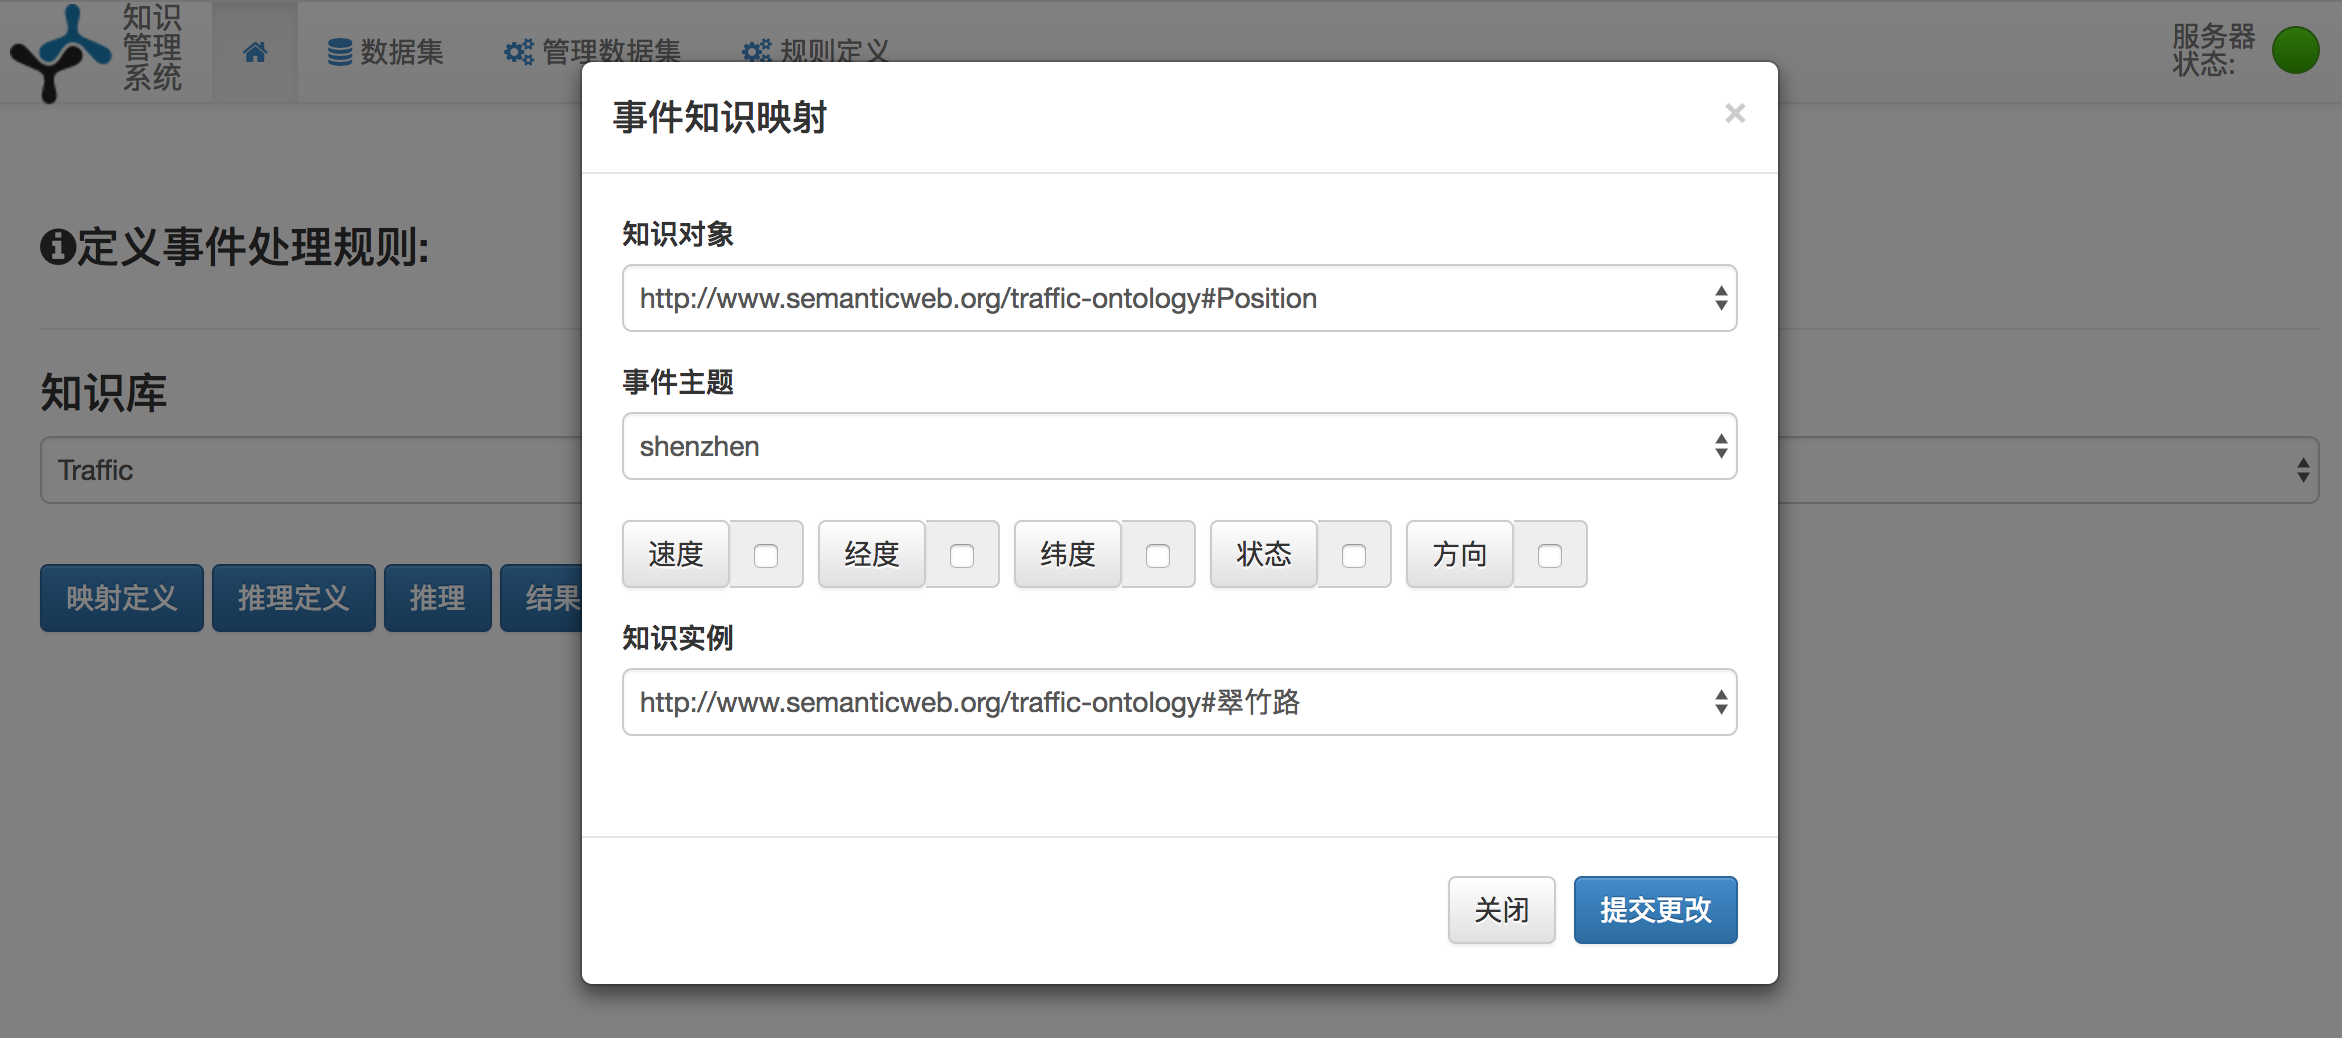 知识
管理
系统
数据集
管理数据集
规则定义
服务器
状态:
事件知识映射
×
定义事件处理规则:
知识对象
http://www.semanticweb.org/traffic-ontology#Position
事件主题
知识库
shenzhen
Traffic
速度
经度
纬度
状态
方向
映射定义
推理定义
推理
结果
知识实例
http://www.semanticweb.org/traffic-ontology#翠竹路
关闭
提交更改